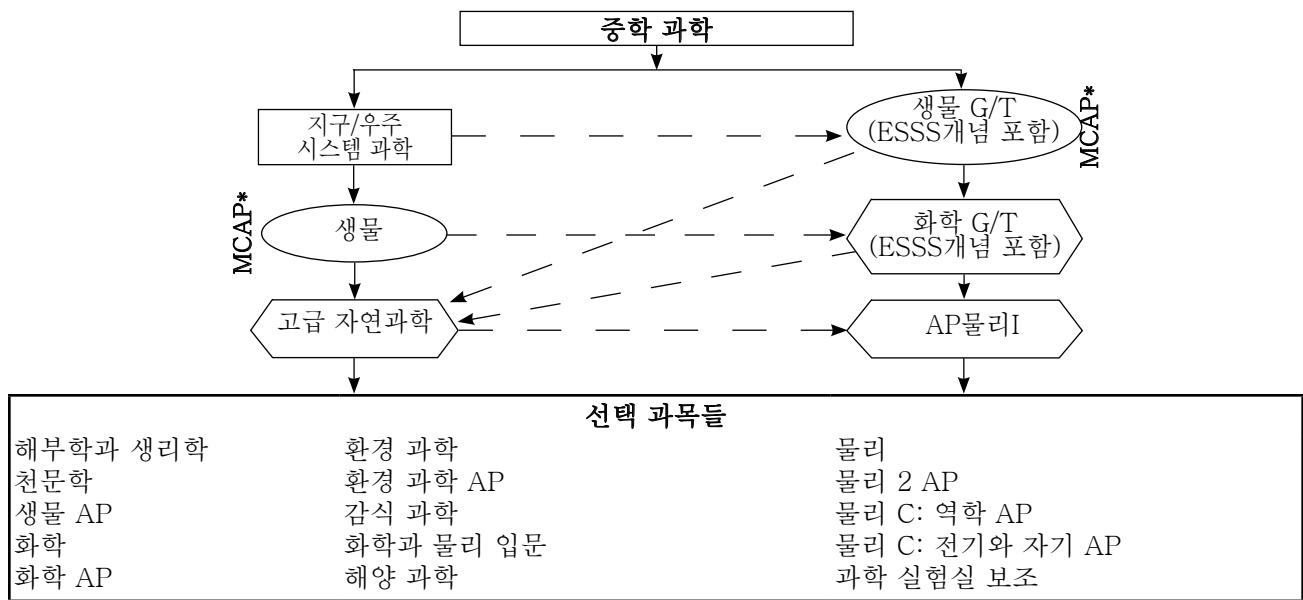 중학 과학
지구/우주
시스템 과학
생물 G/T
(ESSS개념 포함)
MCAP*
MCAP*
생물
화학 G/T
(ESSS개념 포함)
고급 자연과학
AP물리I
선택 과목들
해부학과 생리학
천문학
생물 AP
화학
화학 AP
환경 과학
환경 과학 AP
감식 과학
화학과 물리 입문
해양 과학
물리
물리 2 AP
물리 C: 역학 AP
물리 C: 전기와 자기 AP
과학 실험실 보조